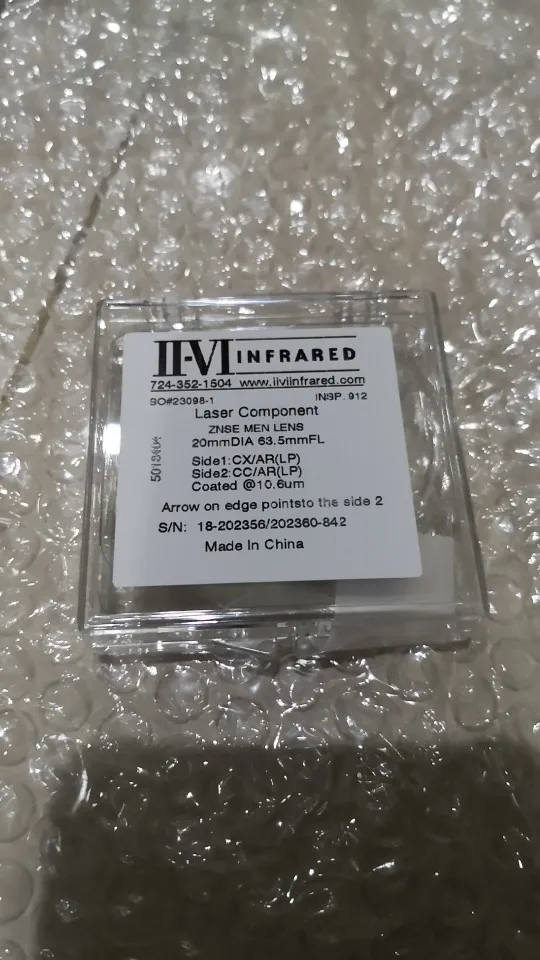 II-VI INFRARED
724-352-1504 www.iiviinfrared.com
SO#23098-1 INSP. 912
Laser Component
ZNSE MEN LENS
20mmDIA 63.5mmFL
Side1:CX/AR(LP)
Side2:CC/AR(LP)
Coated @10.6um
Arrow on edge pointsto the side 2
S/N: 18-202356/202360-842
Made In China